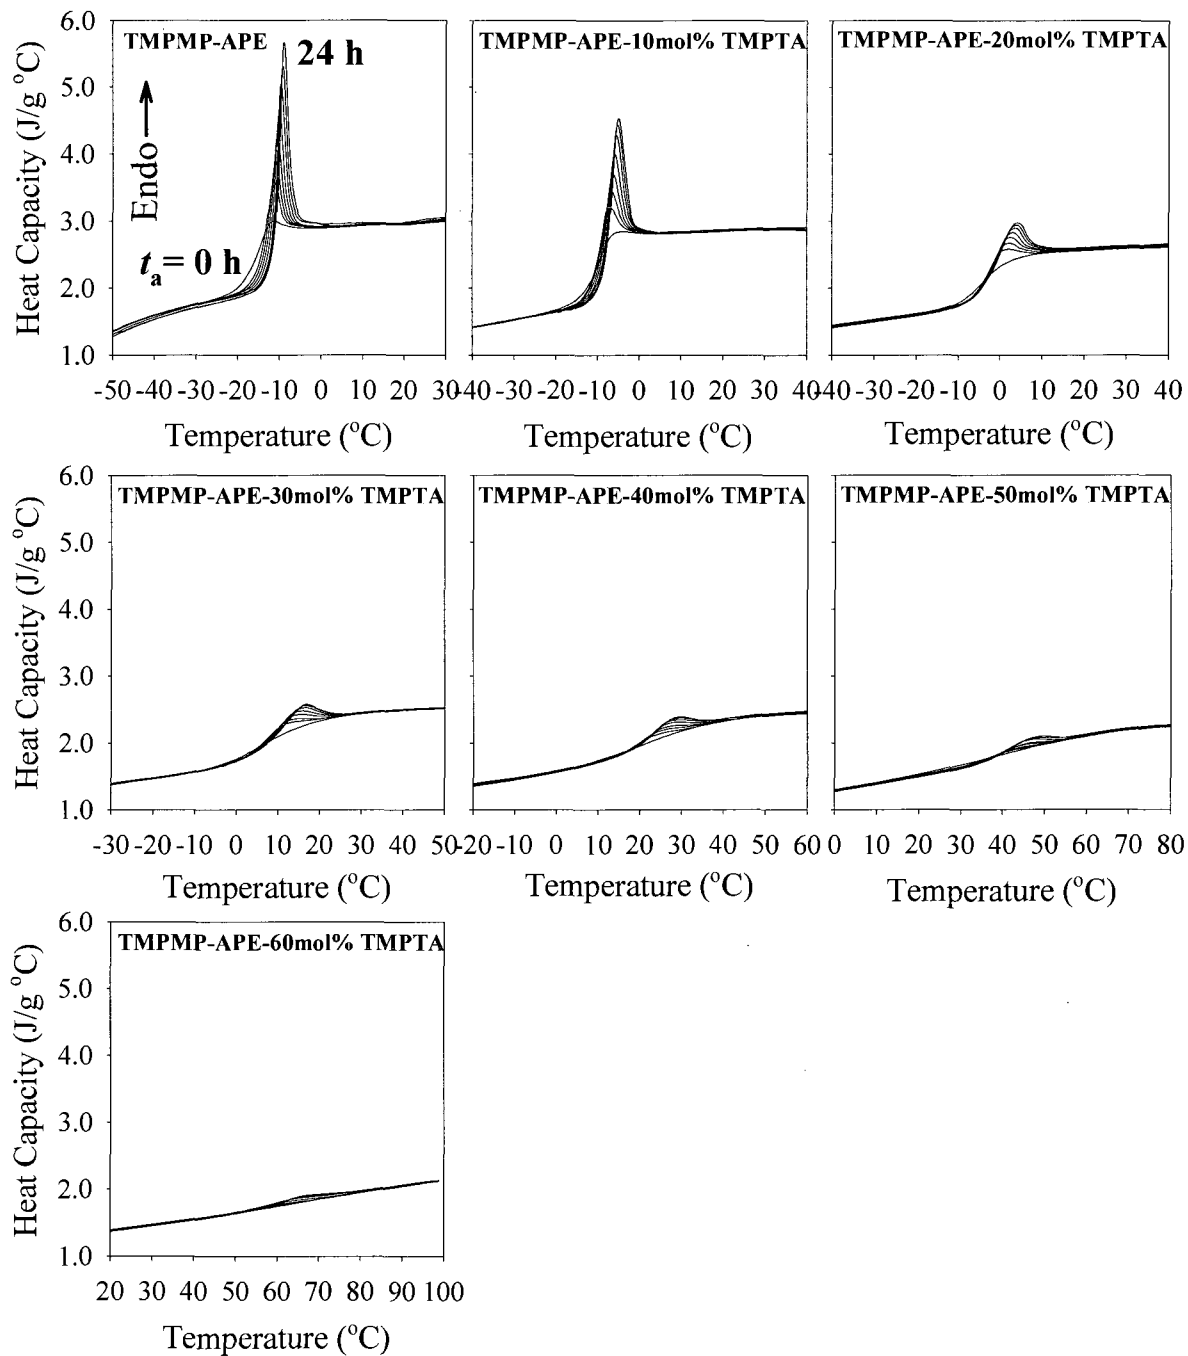 6.0
5.0
4.0
3.0
2.0
1.0
Heat Capacity (J/g °C)
TMPMP-APE
24 h
Endo
tₐ= 0 h
-50 -40 -30 -20 -10 0 10 20 30
Temperature (°C)
TMPMP-APE-10mol% TMPTA
-40 -30 -20 -10 0 10 20 30 40
Temperature (°C)
TMPMP-APE-20mol% TMPTA
-40 -30 -20 -10 0 10 20 30 40
Temperature (°C)
6.0
5.0
4.0
3.0
2.0
1.0
Heat Capacity (J/g °C)
TMPMP-APE-30mol% TMPTA
-30 -20 -10 0 10 20 30 40 50
Temperature (°C)
TMPMP-APE-40mol% TMPTA
-20 -10 0 10 20 30 40 50 60
Temperature (°C)
TMPMP-APE-50mol% TMPTA
0 10 20 30 40 50 60 70 80
Temperature (°C)
6.0
5.0
4.0
3.0
2.0
1.0
Heat Capacity (J/g °C)
TMPMP-APE-60mol% TMPTA
20 30 40 50 60 70 80 90 100
Temperature (°C)